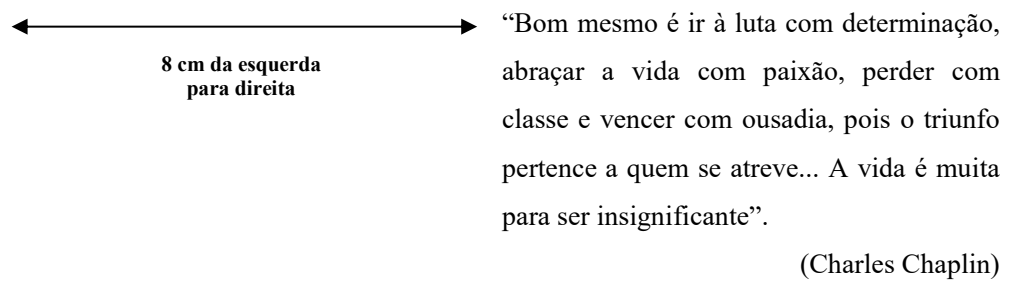 8 cm da esquerda
para direita
“Bom mesmo é ir à luta com determinação,
abraçar a vida com paixão, perder com
classe e vencer com ousadia, pois o triunfo
pertence a quem se atreve... A vida é muita
para ser insignificante”.
(Charles Chaplin)